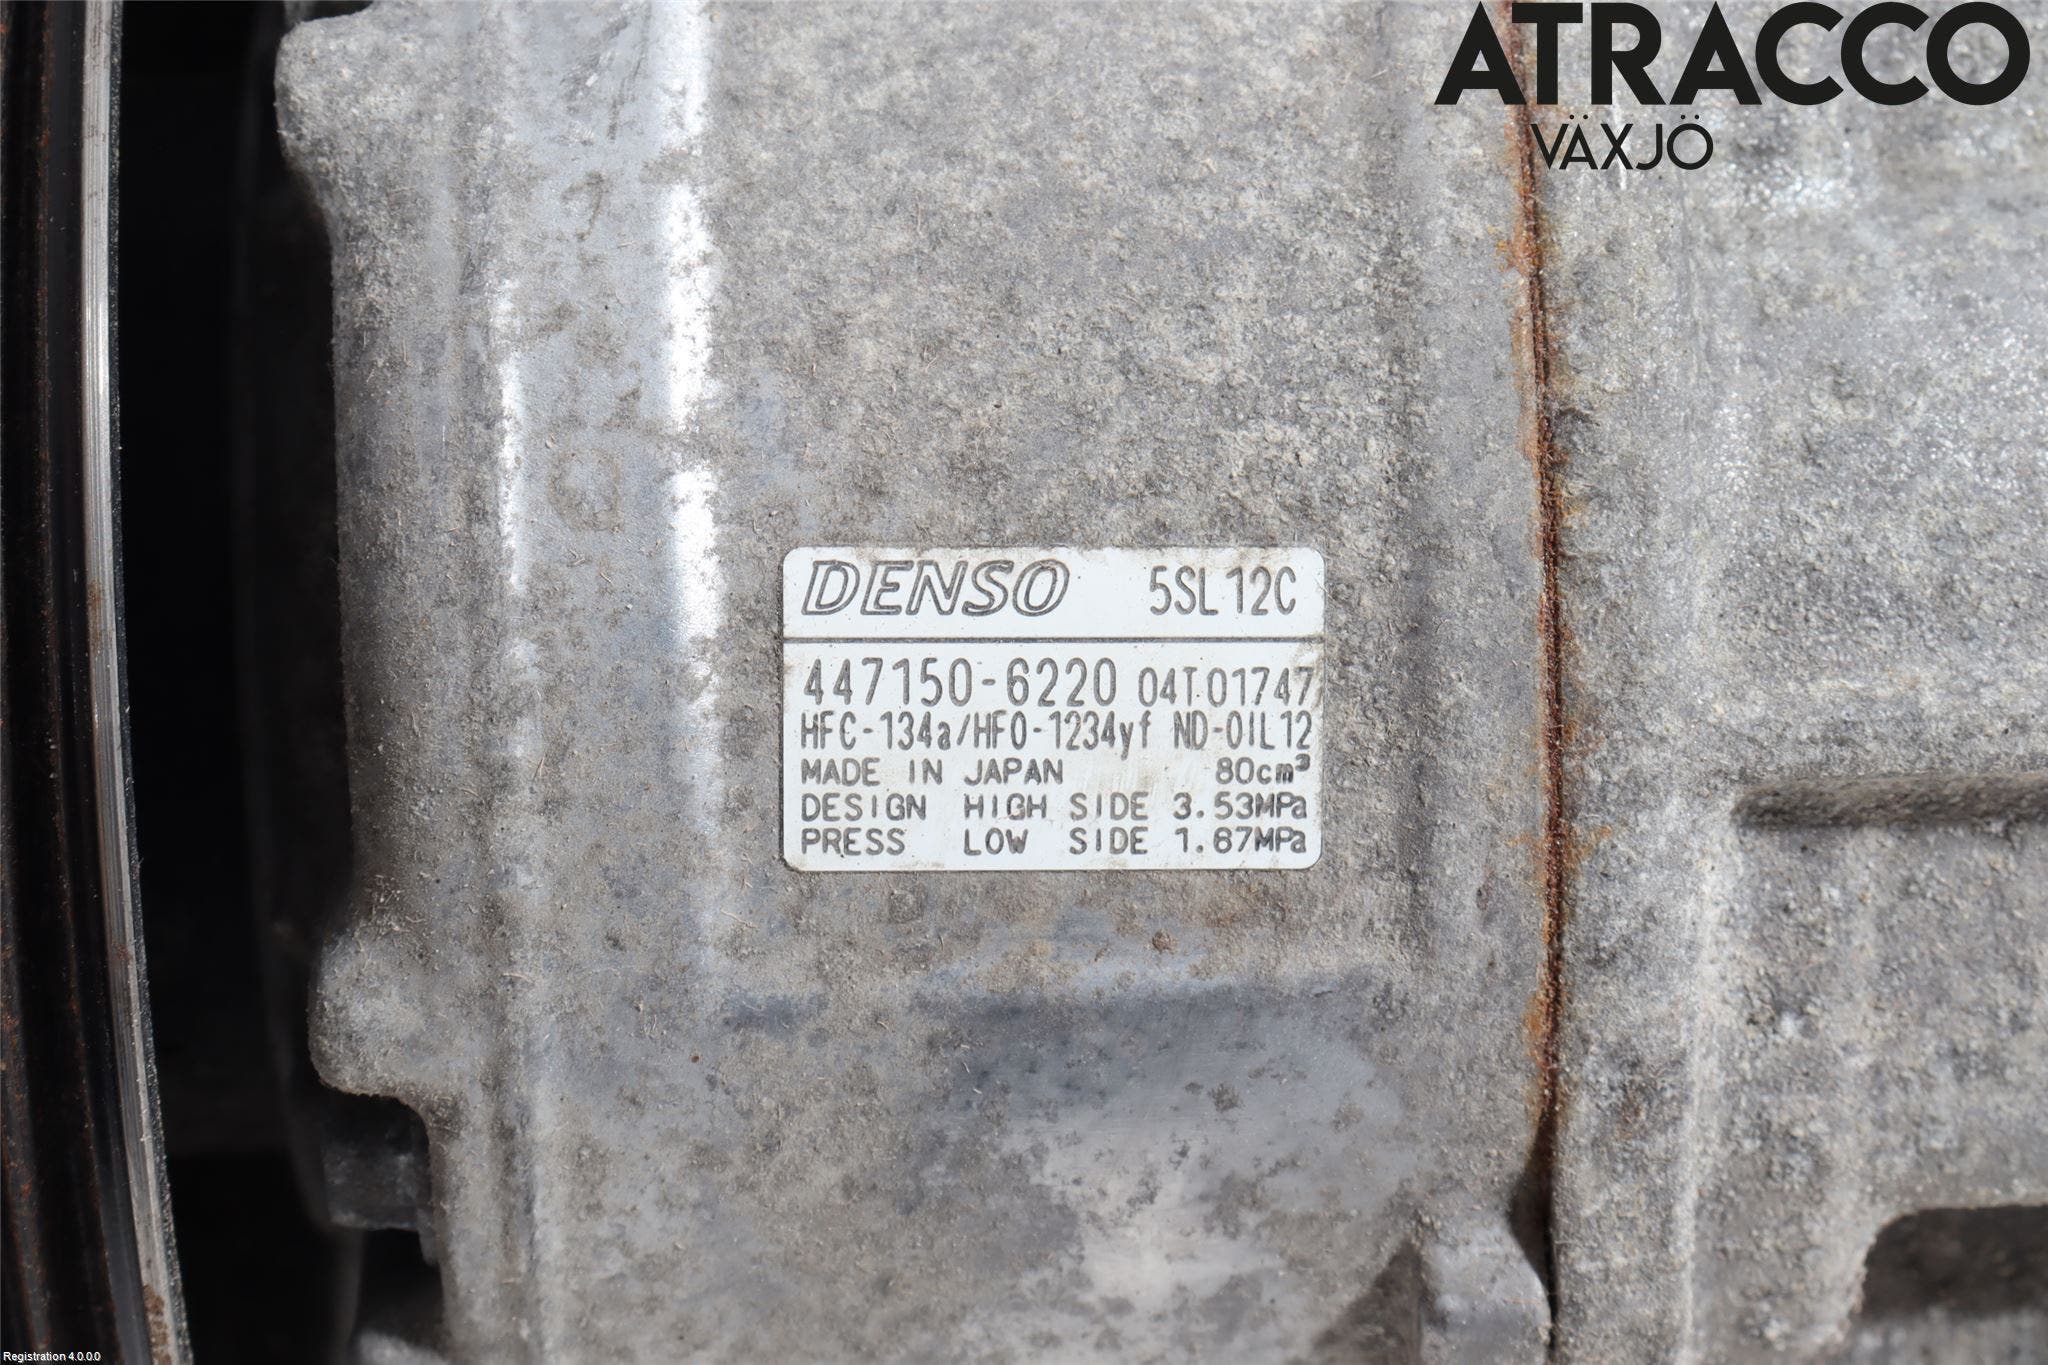 ATRACCO
VÄXJÖ
DENSO 5SL12C
447150-6220 04T01747
HFC-134a/HFO-1234yf ND-OIL12
MADE IN JAPAN 80cm³
DESIGN HIGH SIDE 3.53MPa
PRESS LOW SIDE 1.67MPa
Registration 4.0.0.0